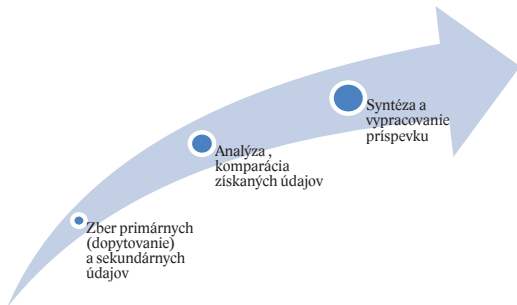 Syntéza a
vypracovanie
príspevku
Analýza ,
komparácia
získaných údajov
Zber primárnych
(dopytovanie)
a sekundárnych
údajov